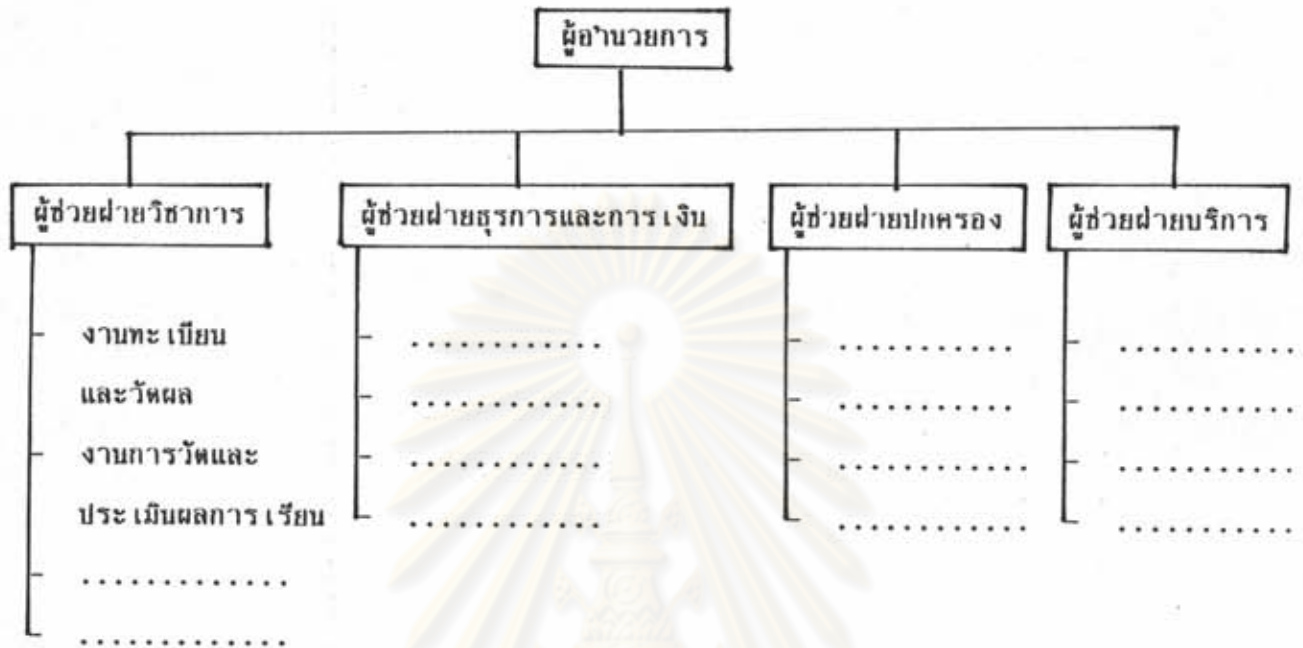 ผู้อำนวยการ
ผู้ช่วยฝ่ายวิชาการ
ผู้ช่วยฝ่ายธุรการและการเงิน
ผู้ช่วยฝ่ายปกครอง
ผู้ช่วยฝ่ายบริการ
- งานทะเบียน
และวัดผล
- งานการวัดและ
ประเมินผลการเรียน
- .............
- .............
- ............
- ............
- ............
- ............
- ...........
- ...........
- ............
- ............
- ...........
- ...........
- ...........
- ...........